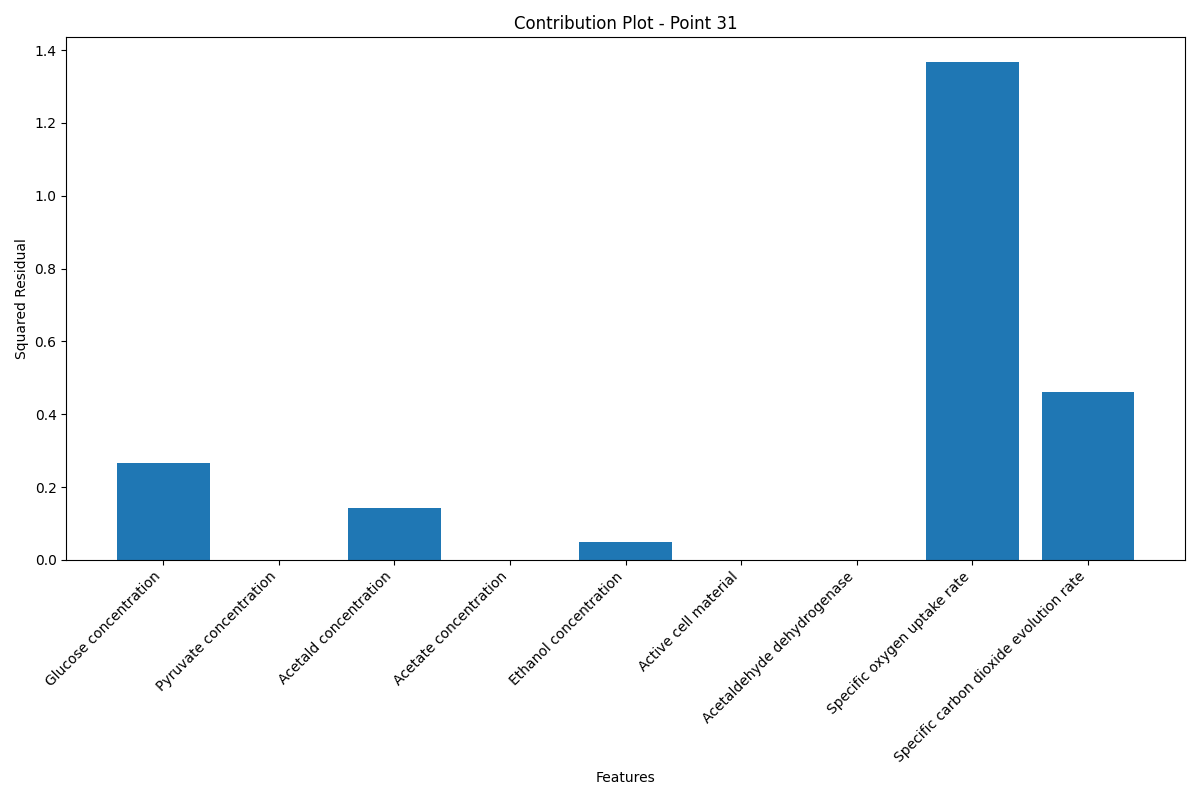 Contribution Plot - Point 31
1.4
1.2
1.0
0.8
0.6
0.4
0.2
0.0
Squared Residual
Glucose concentration
Pyruvate concentration
Acetald concentration
Acetate concentration
Ethanol concentration
Active cell material
Acetaldehyde dehydrogenase
Specific oxygen uptake rate
Specific carbon dioxide evolution rate
Features